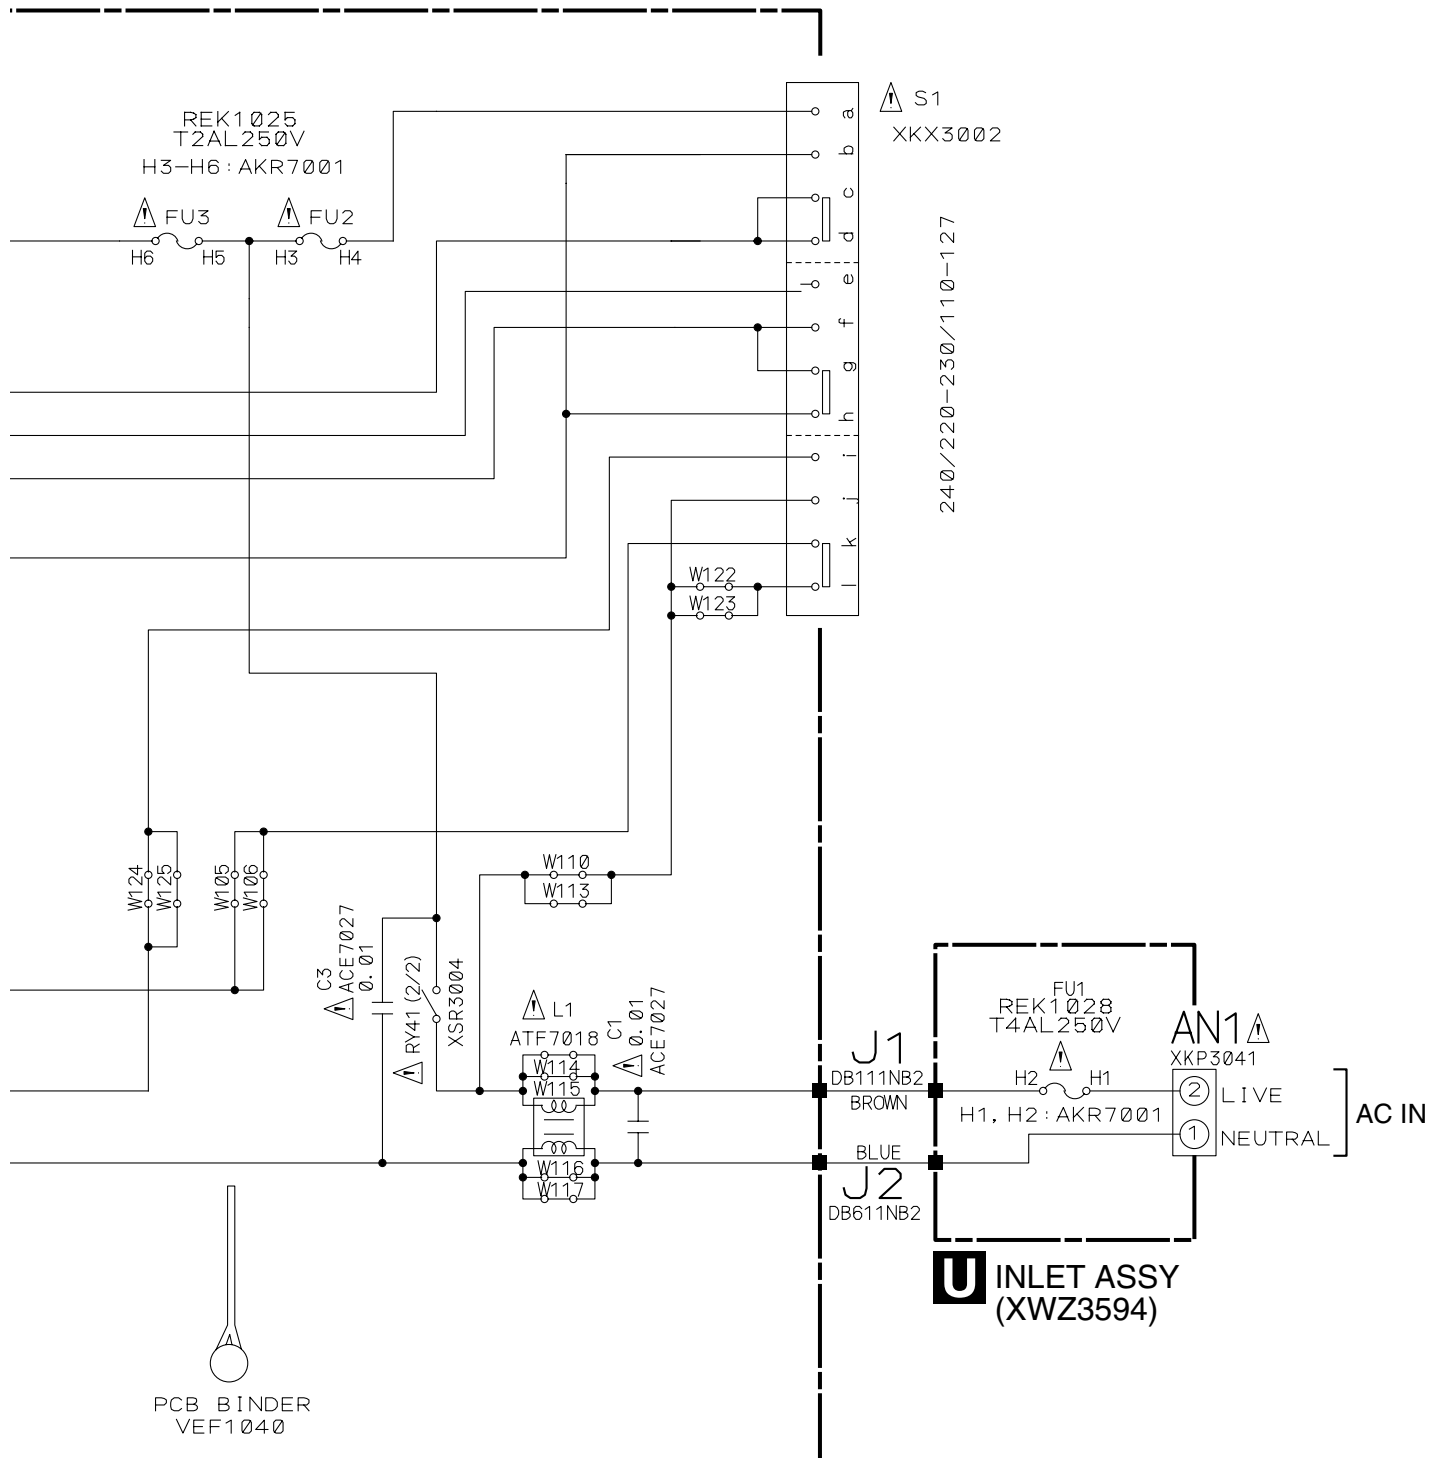 REK1025
T2AL250V
H3-H6:AKR7001
⚠ FU3
⚠ FU2
H6
H5
H3
H4
⚠ S1
XKX3002
a
b
c
d
e
f
g
h
i
j
k
l
240/220-230/110-127
W122
W123
W124
W125
W105
W106
W110
W113
C3
⚠ ACE7027
0.01
⚠ RY41 (2/2)
XSR3004
⚠ L1
ATF7018
W114
W115
W116
W117
C1
⚠ 0.01
ACE7027
J1
DB111NB2
BROWN
BLUE
J2
DB611NB2
FU1
REK1028
T4AL250V
⚠
H2
H1
H1,H2:AKR7001
AN1 ⚠
XKP3041
2 LIVE
1 NEUTRAL
AC IN
U INLET ASSY
(XWZ3594)
PCB BINDER
VEF1040